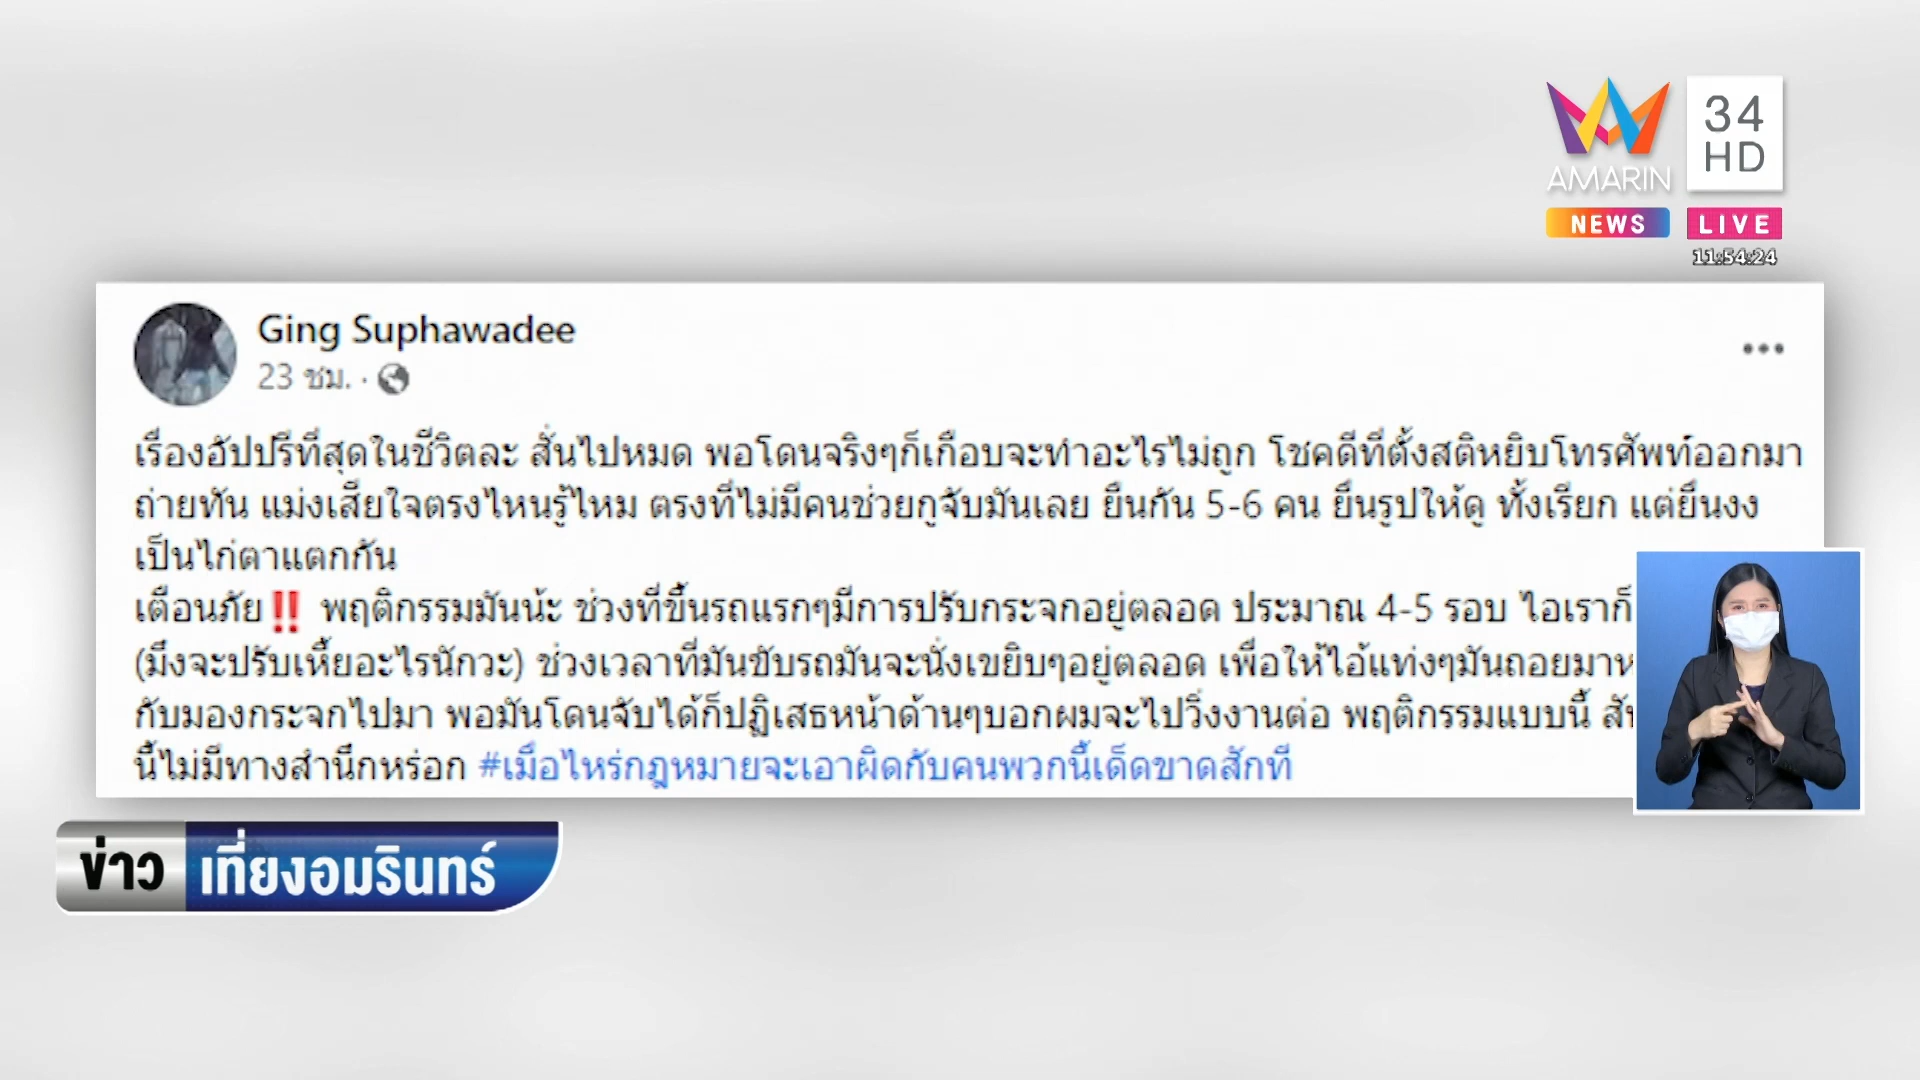 AMARIN
34
HD
NEWS
LIVE
11:54:24
Ging Suphawadee
23 ชม. ·
เรื่องอัปปรีที่สุดในชีวิตละ สั่นไปหมด พอโดนจริงๆก็เกือบจะทำอะไรไม่ถูก โชคดีที่ตั้งสติหยิบโทรศัพท์ออกมา
ถ่ายทัน แม่งเสียใจตรงไหนรู้ไหม ตรงที่ไม่มีคนช่วยกูจับมันเลย ยืนกัน 5-6 คน ยื่นรูปให้ดู ทั้งเรียก แต่ยืนงง
เป็นไก่ตาแตกกัน
เตือนภัย‼️ พฤติกรรมมันน้ะ ช่วงที่ขึ้นรถแรกๆมีการปรับกระจกอยู่ตลอด ประมาณ 4-5 รอบ ไอเราก็
(มึงจะปรับเหี้ยอะไรนักวะ) ช่วงเวลาที่มันขับรถมันจะนั่งเขยิบๆอยู่ตลอด เพื่อให้ไอ้แท่งๆมันถอยมาห
กับมองกระจกไปมา พอมันโดนจับได้ก็ปฏิเสธหน้าด้านๆบอกผมจะไปวิ่งงานต่อ พฤติกรรมแบบนี้
นี้ไม่มีทางสำนึกหร่อก #เมื่อไหร่กฎหมายจะเอาผิดกับคนพวกนี้เด็ดขาดสักที
ข่าว เที่ยงอมรินทร์